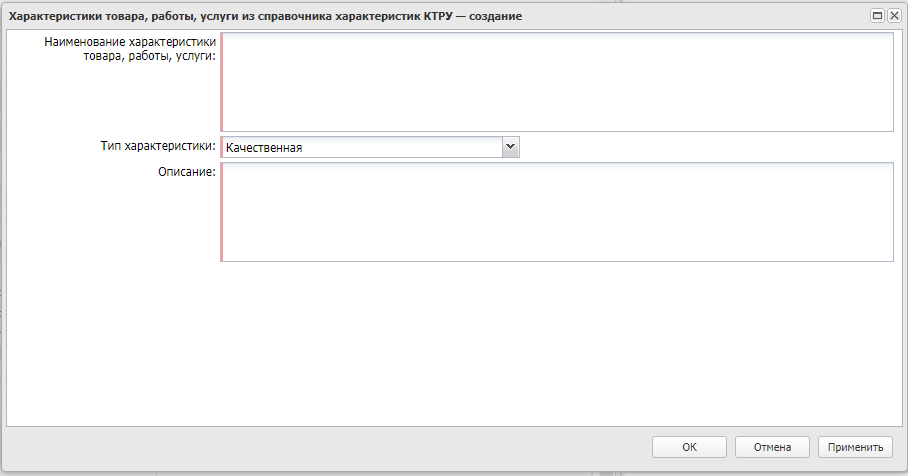 Характеристики товара, работы, услуги из справочника характеристик КТРУ — создание
Наименование характеристики
товара, работы, услуги:
Тип характеристики:
Качественная
Описание:
ОК
Отмена
Применить